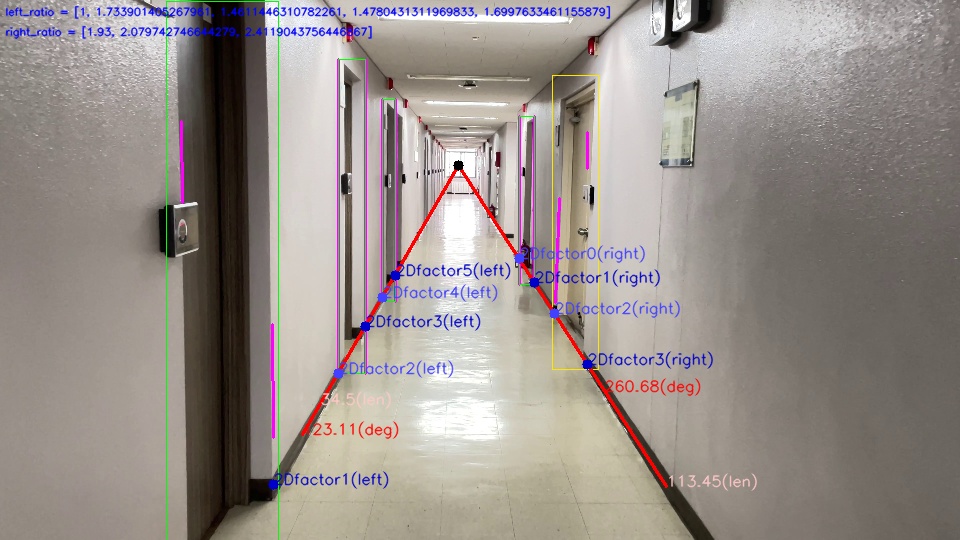 left_ratio = [1, 1.733901405267961, 1.4611446310782261, 1.4780431311969833, 1.6997633461155879]
right_ratio = [1.93, 2.079742746644279, 2.4119043756446867]
2Dfactor0(right)
2Dfactor5(left)
2Dfactor1(right)
2Dfactor4(left)
2Dfactor2(right)
2Dfactor3(left)
2Dfactor3(right)
2Dfactor2(left)
260.68(deg)
34.5(len)
23.11(deg)
2Dfactor1(left)
113.45(len)